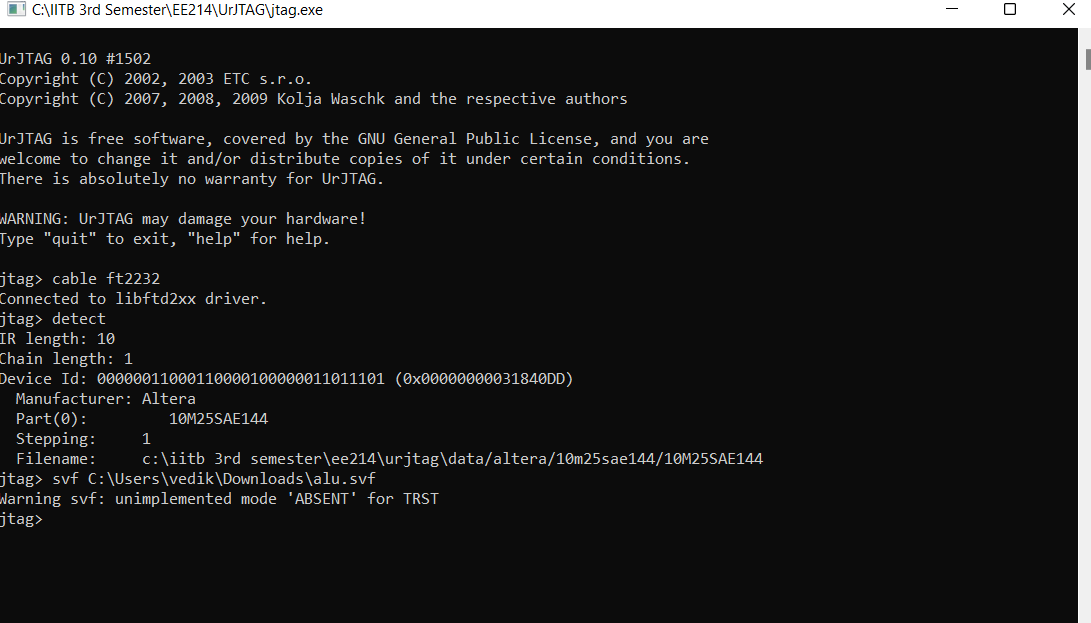 C:\IITB 3rd Semester\EE214\UrJTAG\jtag.exe
UrJTAG 0.10 #1502
Copyright (C) 2002, 2003 ETC s.r.o.
Copyright (C) 2007, 2008, 2009 Kolja Waschk and the respective authors
UrJTAG is free software, covered by the GNU General Public License, and you are
welcome to change it and/or distribute copies of it under certain conditions.
There is absolutely no warranty for UrJTAG.
WARNING: UrJTAG may damage your hardware!
Type "quit" to exit, "help" for help.
jtag> cable ft2232
Connected to libftd2xx driver.
jtag> detect
IR length: 10
Chain length: 1
Device Id: 00000011000110000100000011011101 (0x00000000031840DD)
Manufacturer: Altera
Part(0): 10M25SAE144
Stepping: 1
Filename: c:\iitb 3rd semester\ee214\urjtag\data/altera/10m25sae144/10M25SAE144
jtag> svf C:\Users\vedik\Downloads\alu.svf
Warning svf: unimplemented mode 'ABSENT' for TRST
jtag>